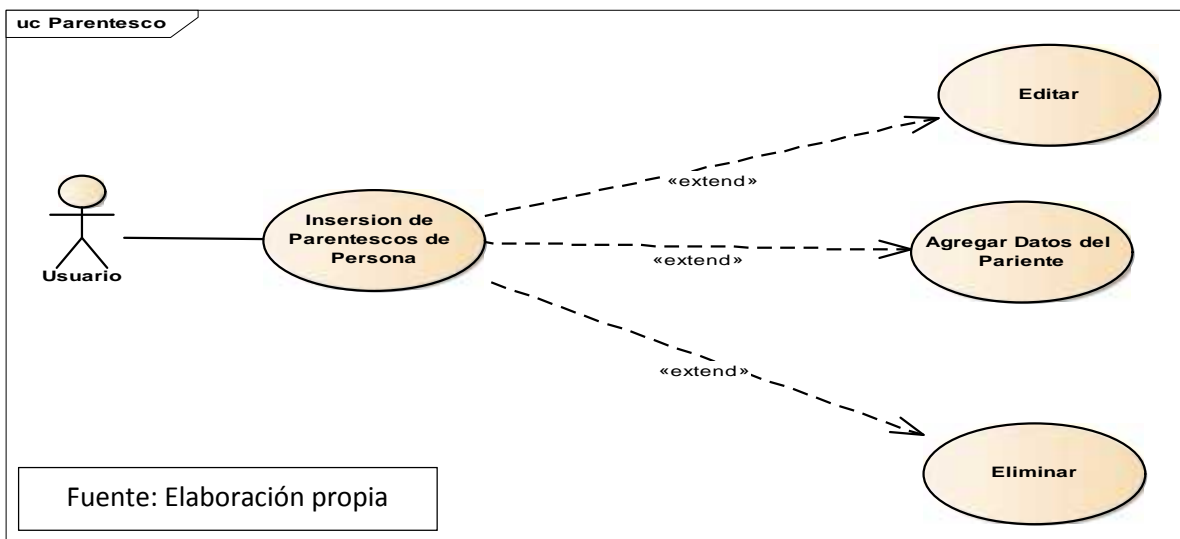 uc Parentesco
Editar
«extend»
Insersion de
Parentescos de
Persona
Agregar Datos del
Pariente
«extend»
Usuario
«extend»
Eliminar
Fuente: Elaboración propia